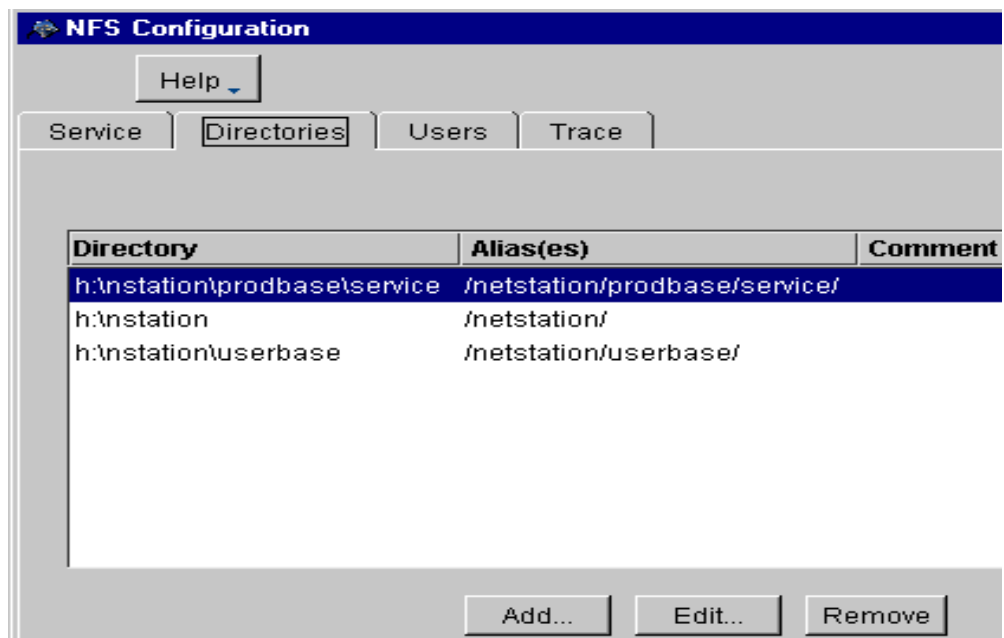 NFS Configuration
Help
Service Directories Users Trace
Directory Alias(es) Comment
h:\nstation\prodbase\service /netstation/prodbase/service/
h:\nstation /netstation/
h:\nstation\userbase /netstation/userbase/
Add... Edit... Remove